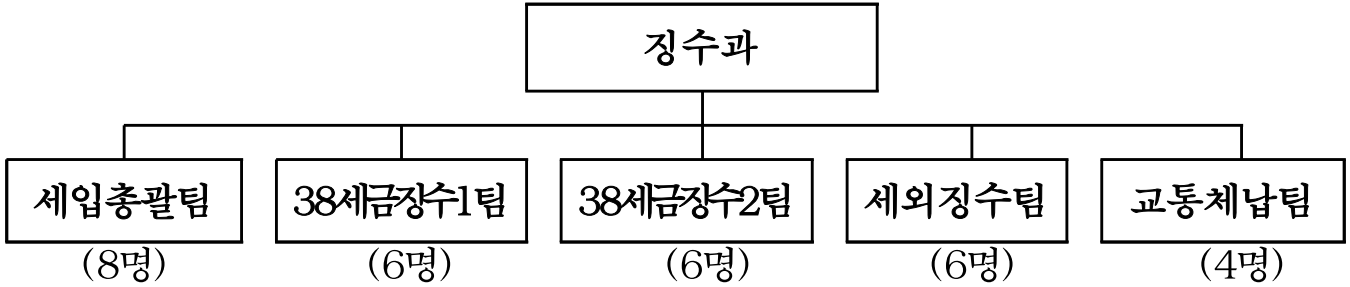 징수과
세입총괄팀 38세금징수1팀 38세금징수2팀 세외징수팀 교통체납팀
(8명) (6명) (6명) (6명) (4명)